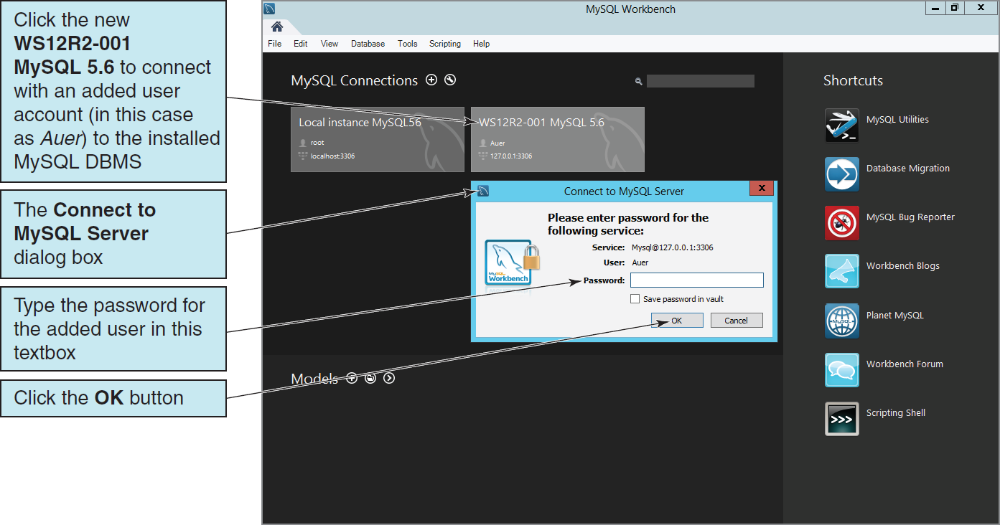 Click the new
WS12R2-001
MySQL 5.6 to connect
with an added user
account (in this case
as Auer) to the installed
MySQL DBMS
The Connect to
MySQL Server
dialog box
Type the password for
the added user in this
textbox
Click the OK button
MySQL Workbench
File Edit View Database Tools Scripting Help
MySQL Connections
Local instance MySQL56
root
localhost:3306
WS12R2-001 MySQL 5.6
Auer
127.0.0.1:3306
Connect to MySQL Server
x
Please enter password for the
following service:
Service: Mysql@127.0.0.1:3306
User: Auer
Password:
Save password in vault
OK Cancel
MySQL
Workbench
Models
Shortcuts
MySQL Utilities
Database Migration
MySQL Bug Reporter
Workbench Blogs
MySQL
Planet MySQL
Workbench Forum
>>>
Scripting Shell